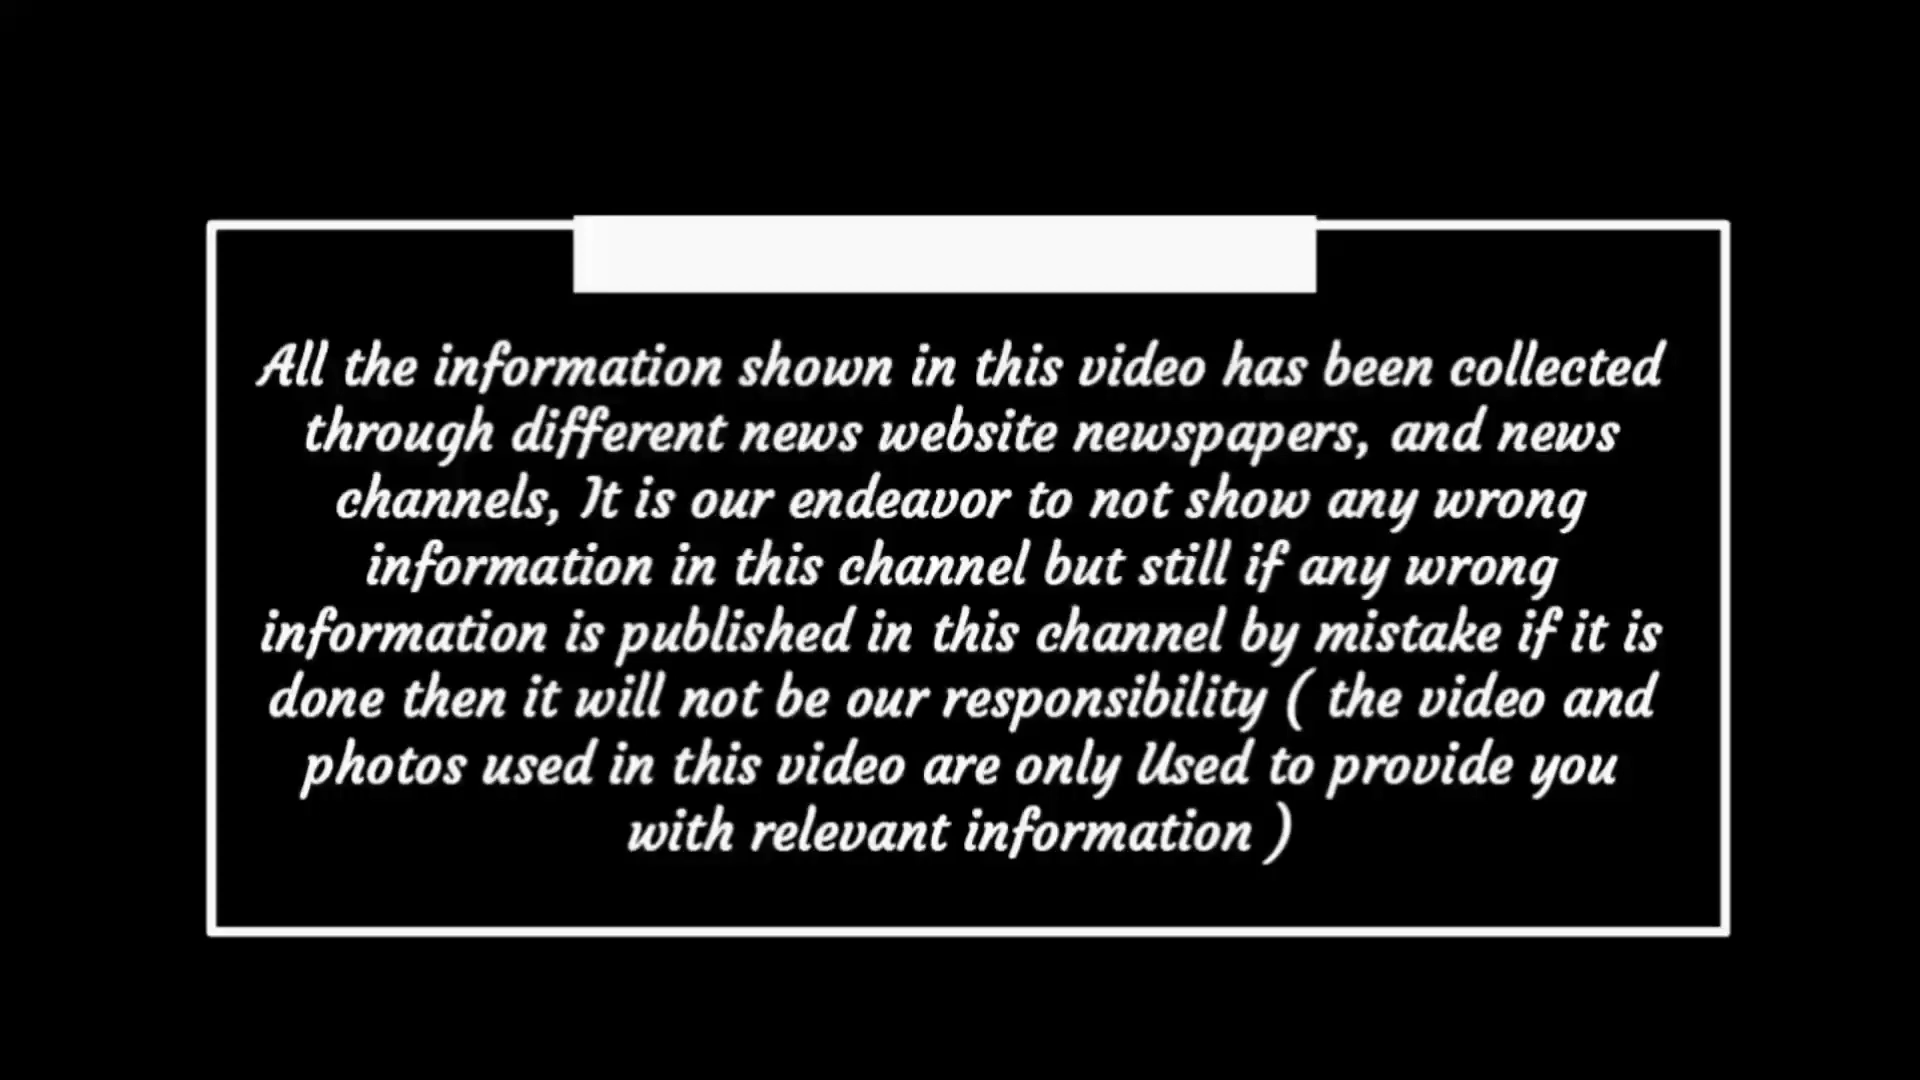 All the information shown in this video has been collected
through different news website newspapers, and news
channels, It is our endeavor to not show any wrong
information in this channel but still if any wrong
information is published in this channel by mistake if it is
done then it will not be our responsibility ( the video and
photos used in this video are only Used to provide you
with relevant information )